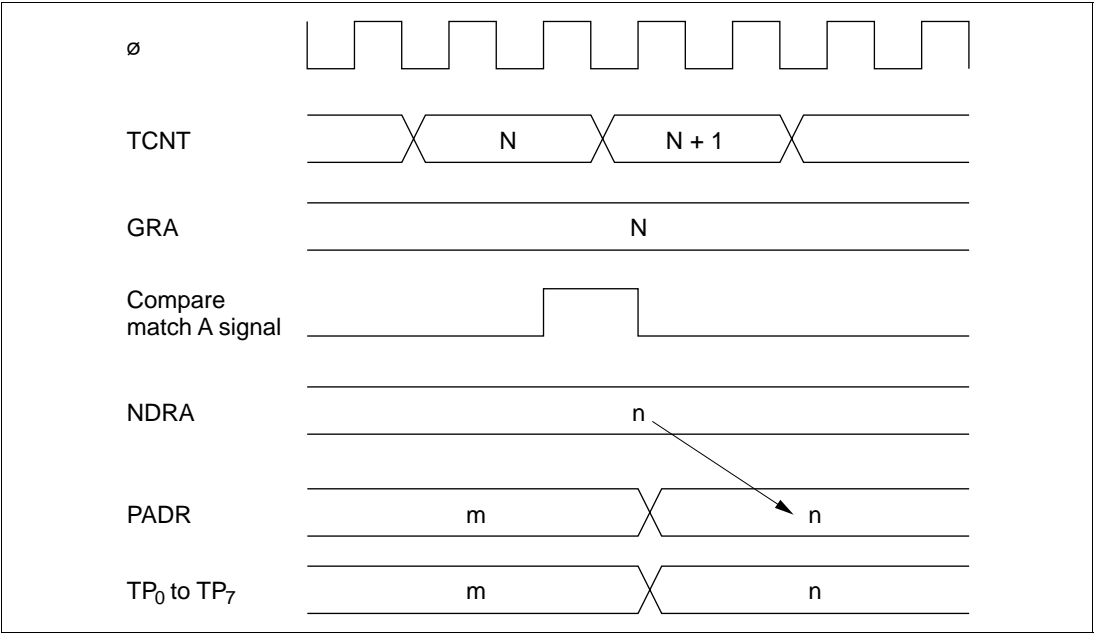 ø
TCNT
N
N + 1
GRA
N
Compare
match A signal
NDRA
n
PADR
m
n
TP0 to TP7
m
n